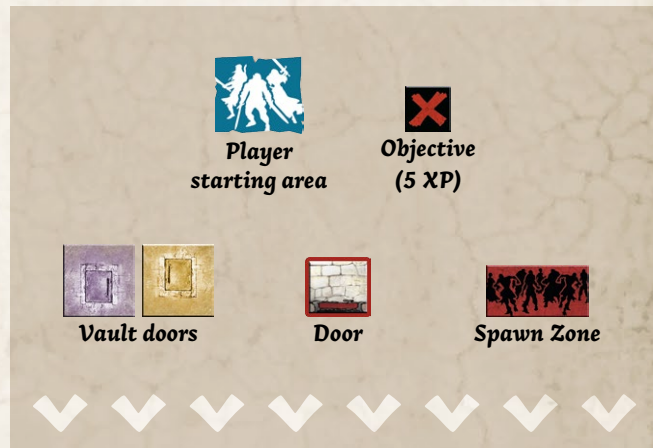 Player
starting area
Objective
(5 XP)
Vault doors
Door
Spawn Zone